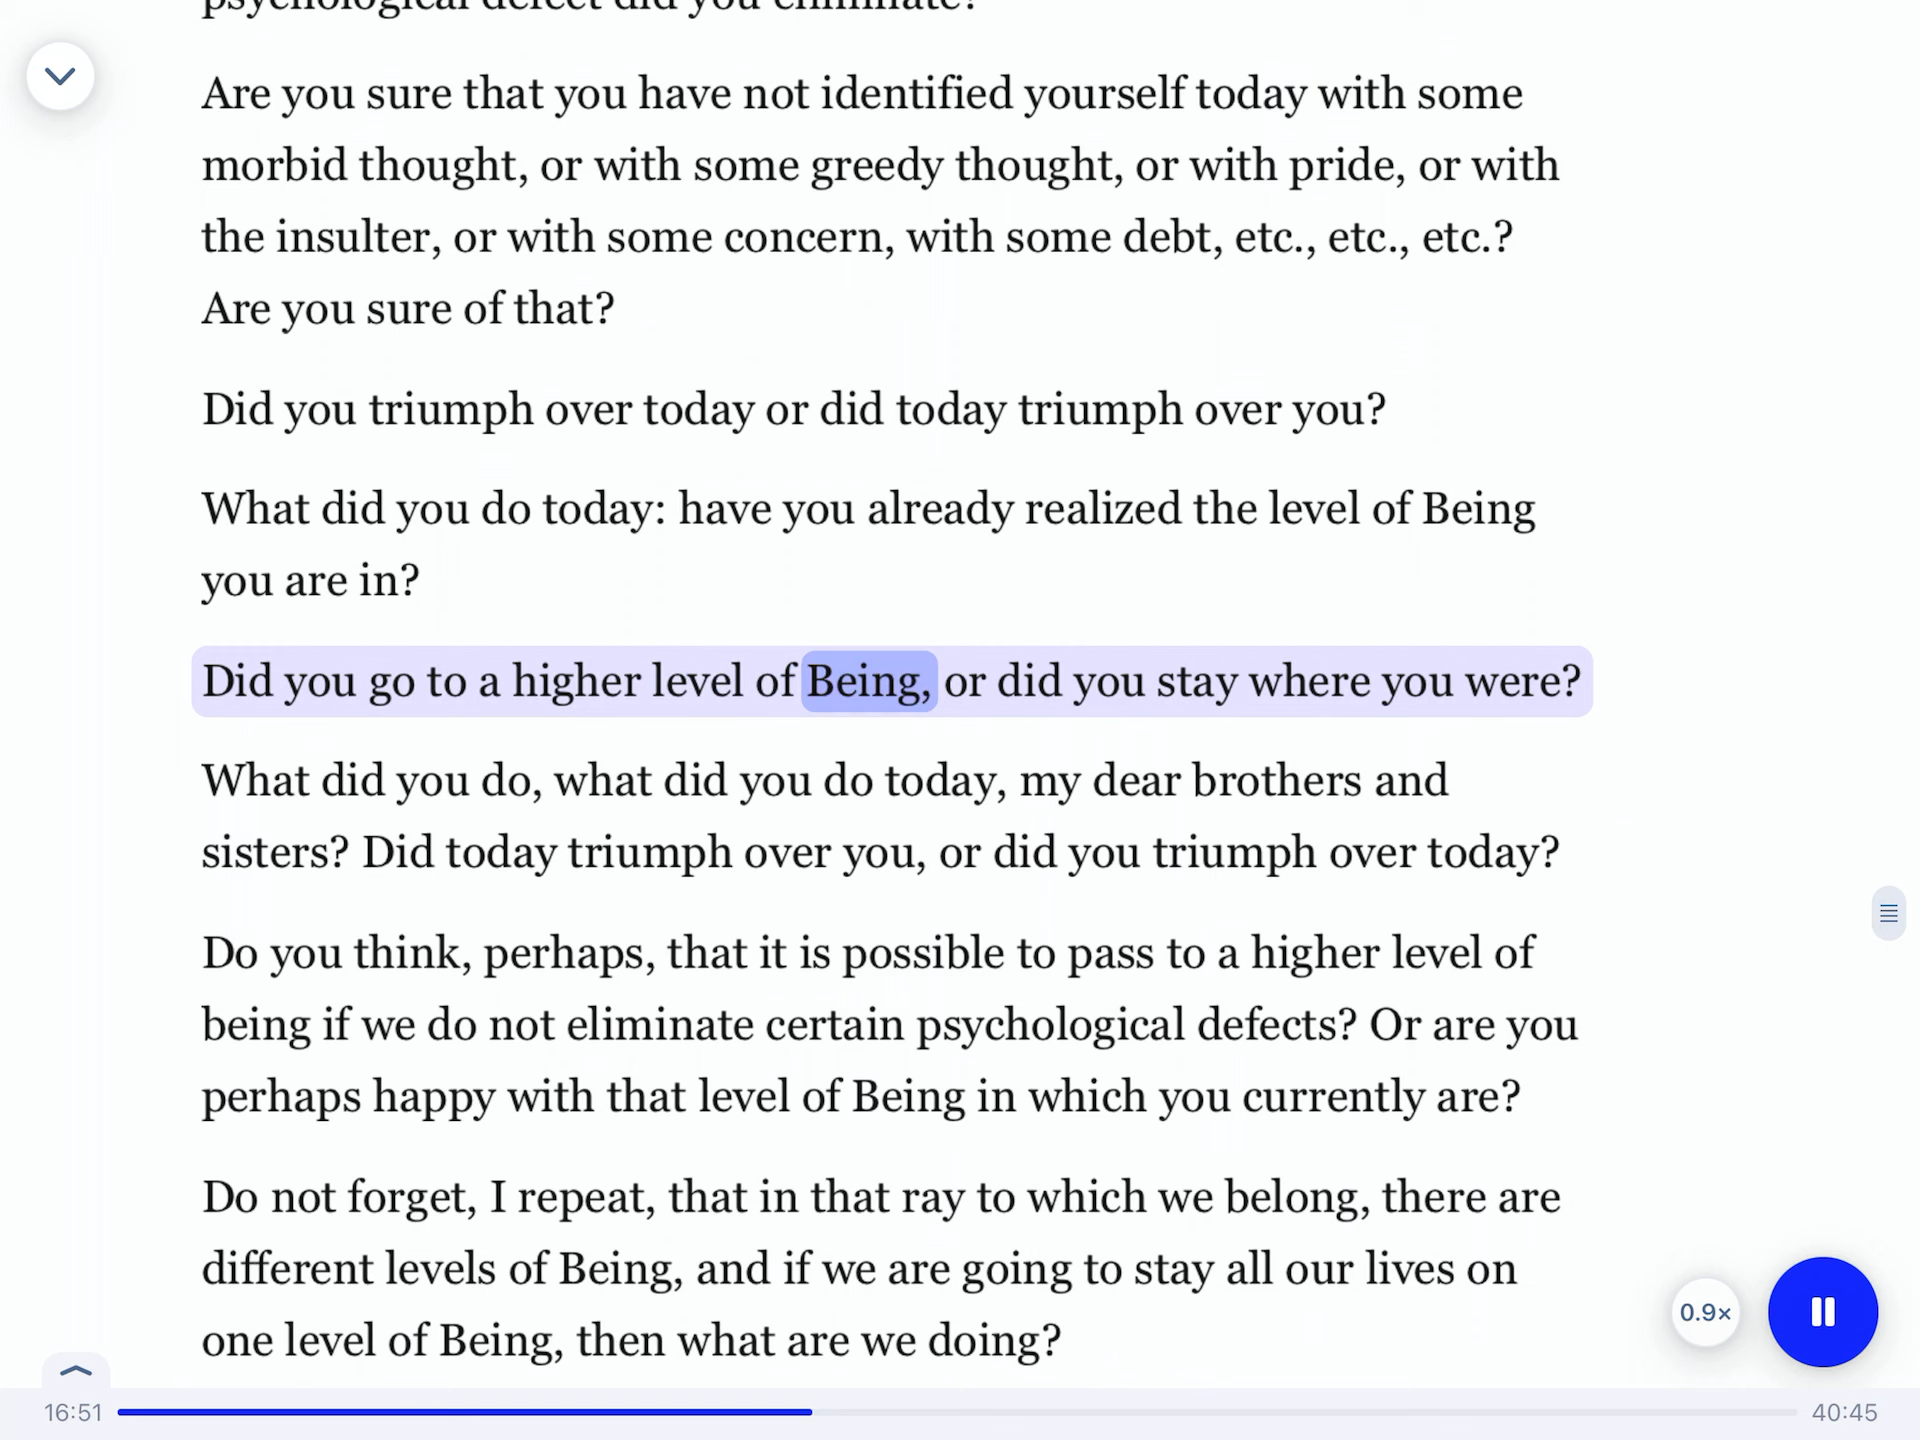 psychological defect did you eliminate?
Are you sure that you have not identified yourself today with some
morbid thought, or with some greedy thought, or with pride, or with
the insulter, or with some concern, with some debt, etc., etc., etc.?
Are you sure of that?
Did you triumph over today or did today triumph over you?
What did you do today: have you already realized the level of Being
you are in?
Did you go to a higher level of Being, or did you stay where you were?
What did you do, what did you do today, my dear brothers and
sisters? Did today triumph over you, or did you triumph over today?
Do you think, perhaps, that it is possible to pass to a higher level of
being if we do not eliminate certain psychological defects? Or are you
perhaps happy with that level of Being in which you currently are?
Do not forget, I repeat, that in that ray to which we belong, there are
different levels of Being, and if we are going to stay all our lives on
one level of Being, then what are we doing?
0.9×
16:51
40:45